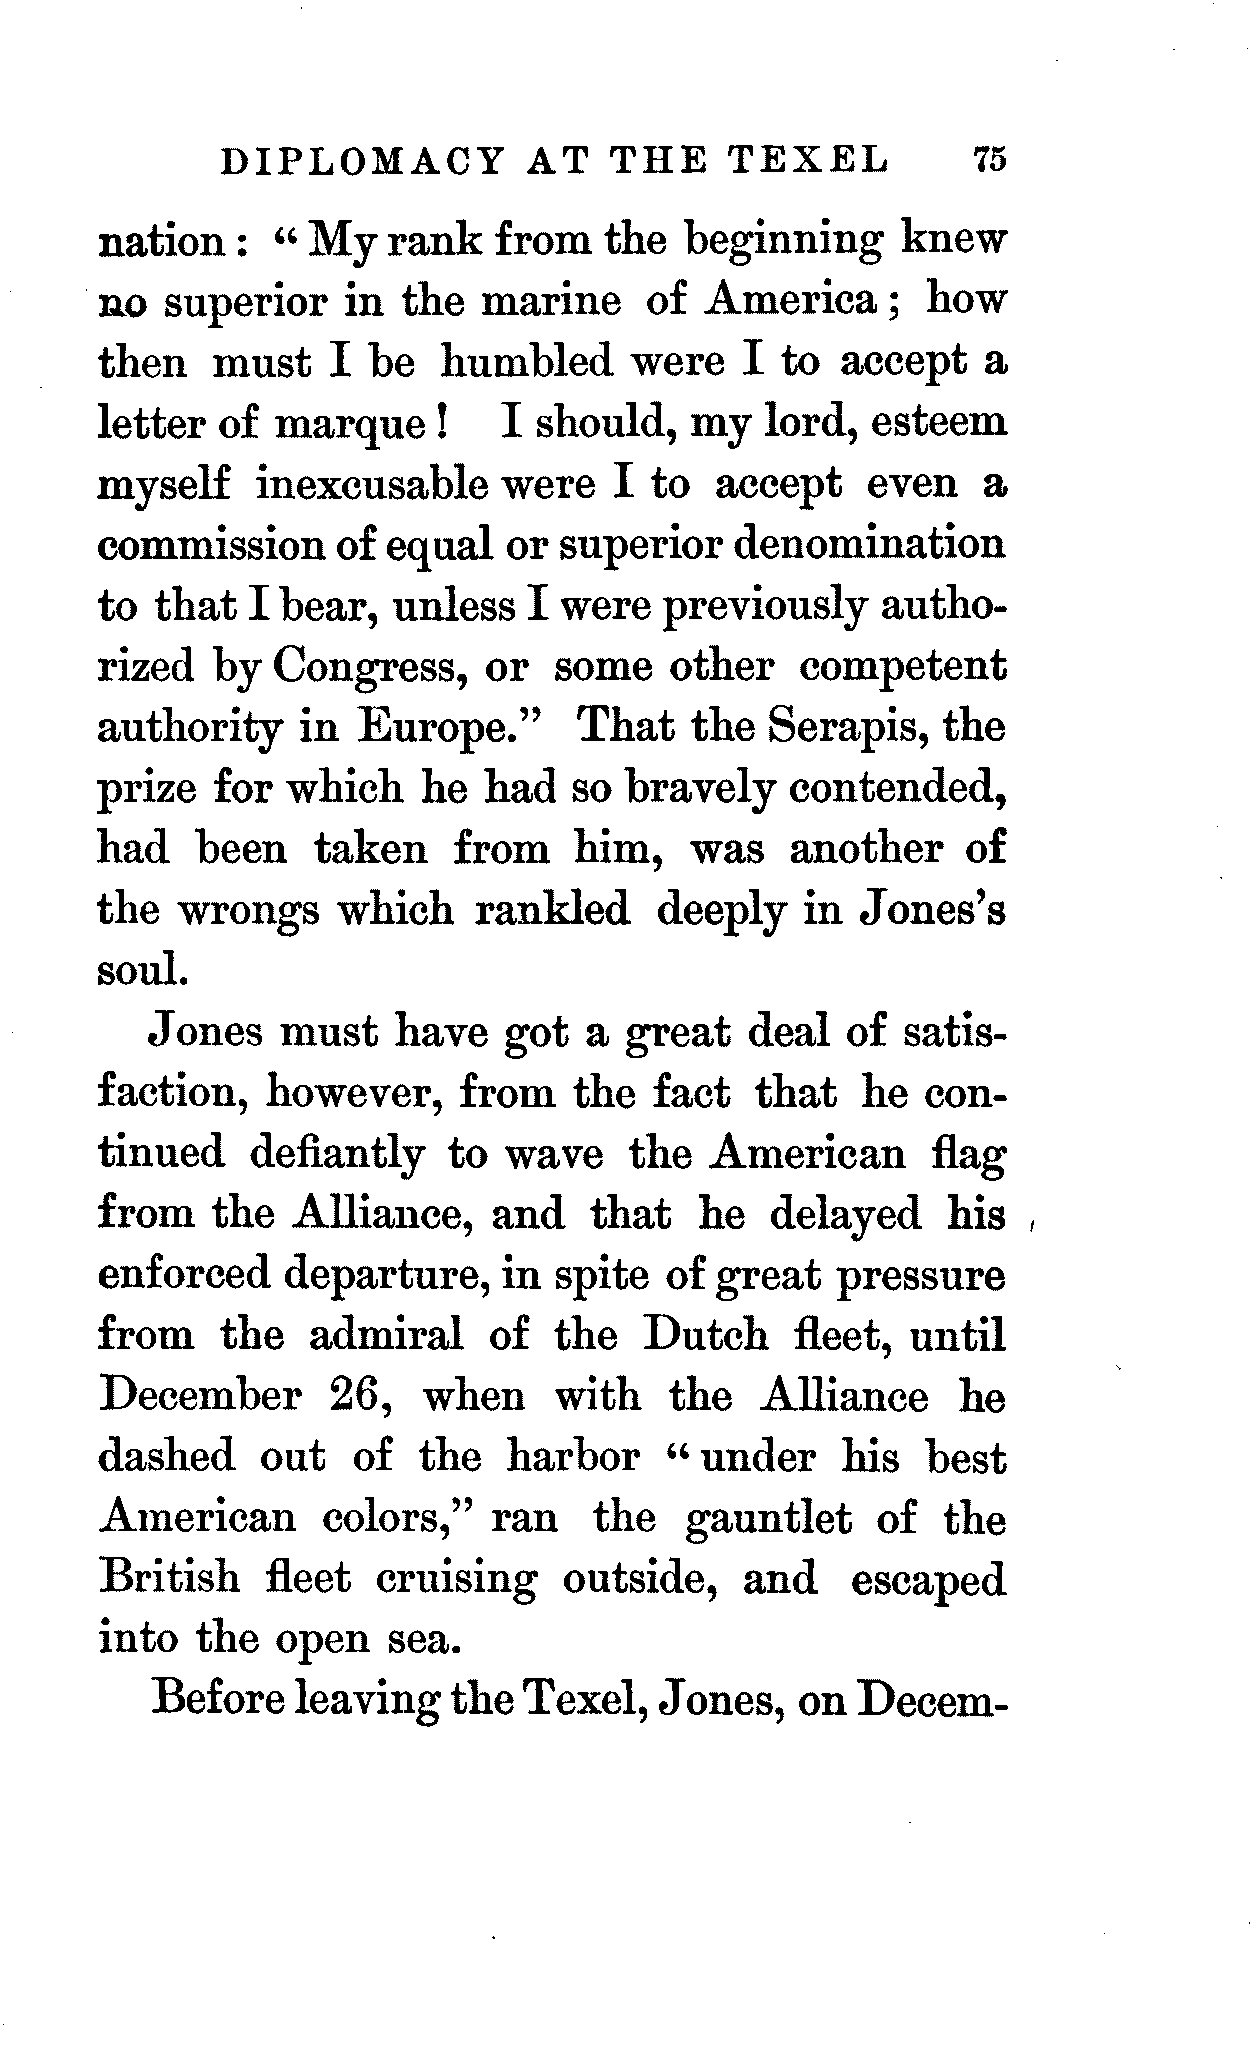 DIPLOMACY AT THE TEXEL 75
nation: "My rank from the beginning knew
no superior in the marine of America; how
then must I be humbled were I to accept a
letter of marque! I should, my lord, esteem
myself inexcusable were I to accept even a
commission of equal or superior denomination
to that I bear, unless I were previously autho-
rized by Congress, or some other competent
authority in Europe." That the Serapis, the
prize for which he had so bravely contended,
had been taken from him, was another of
the wrongs which rankled deeply in Jones's
soul.
Jones must have got a great deal of satis-
faction, however, from the fact that he con-
tinued defiantly to wave the American flag
from the Alliance, and that he delayed his
enforced departure, in spite of great pressure
from the admiral of the Dutch fleet, until
December 26, when with the Alliance he
dashed out of the harbor "under his best
American colors," ran the gauntlet of the
British fleet cruising outside, and escaped
into the open sea.
Before leaving the Texel, Jones, on Decem-